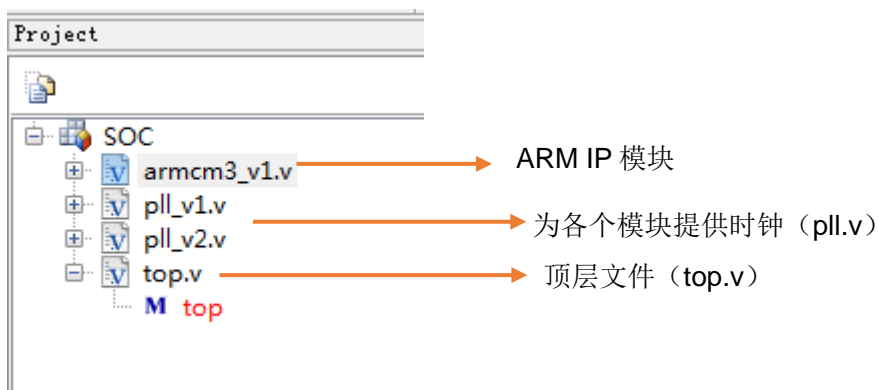 Project
SOC
armcm3_v1.v
ARM IP 模块
pll_v1.v
为各个模块提供时钟（pll.v）
pll_v2.v
top.v
顶层文件（top.v）
M top